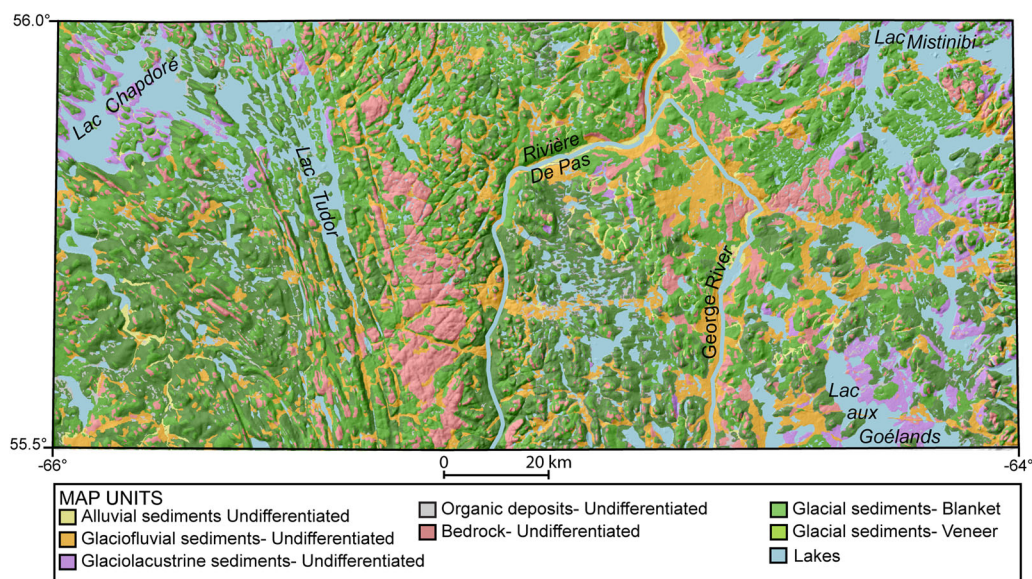 56.0°
Lac Chapdoré
Lac Tudor
Rivière
De Pas
George River
Lac Mistinibi
Lac
aux
Goélands
55.5°
-66°
-64°
0 20 km
MAP UNITS
Alluvial sediments Undifferentiated
Glaciofluvial sediments- Undifferentiated
Glaciolacustrine sediments- Undifferentiated
Organic deposits- Undifferentiated
Bedrock- Undifferentiated
Glacial sediments- Blanket
Glacial sediments- Veneer
Lakes